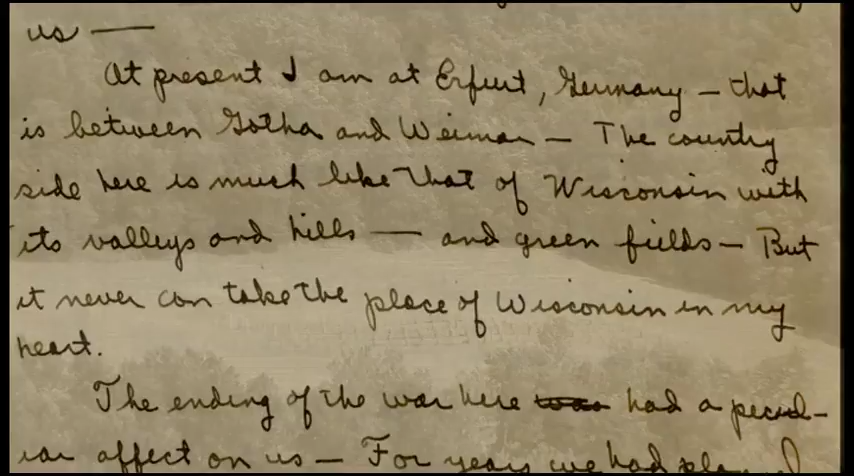 us —
At present I am at Erfurt, Germany — that
is between Gotha and Weimar — The country
side here is much like that of Wisconsin with
its valleys and hills — and green fields — But
it never can take the place of Wisconsin in my
heart.
The ending of the war here was had a pecul-
iar affect on us — For years we had